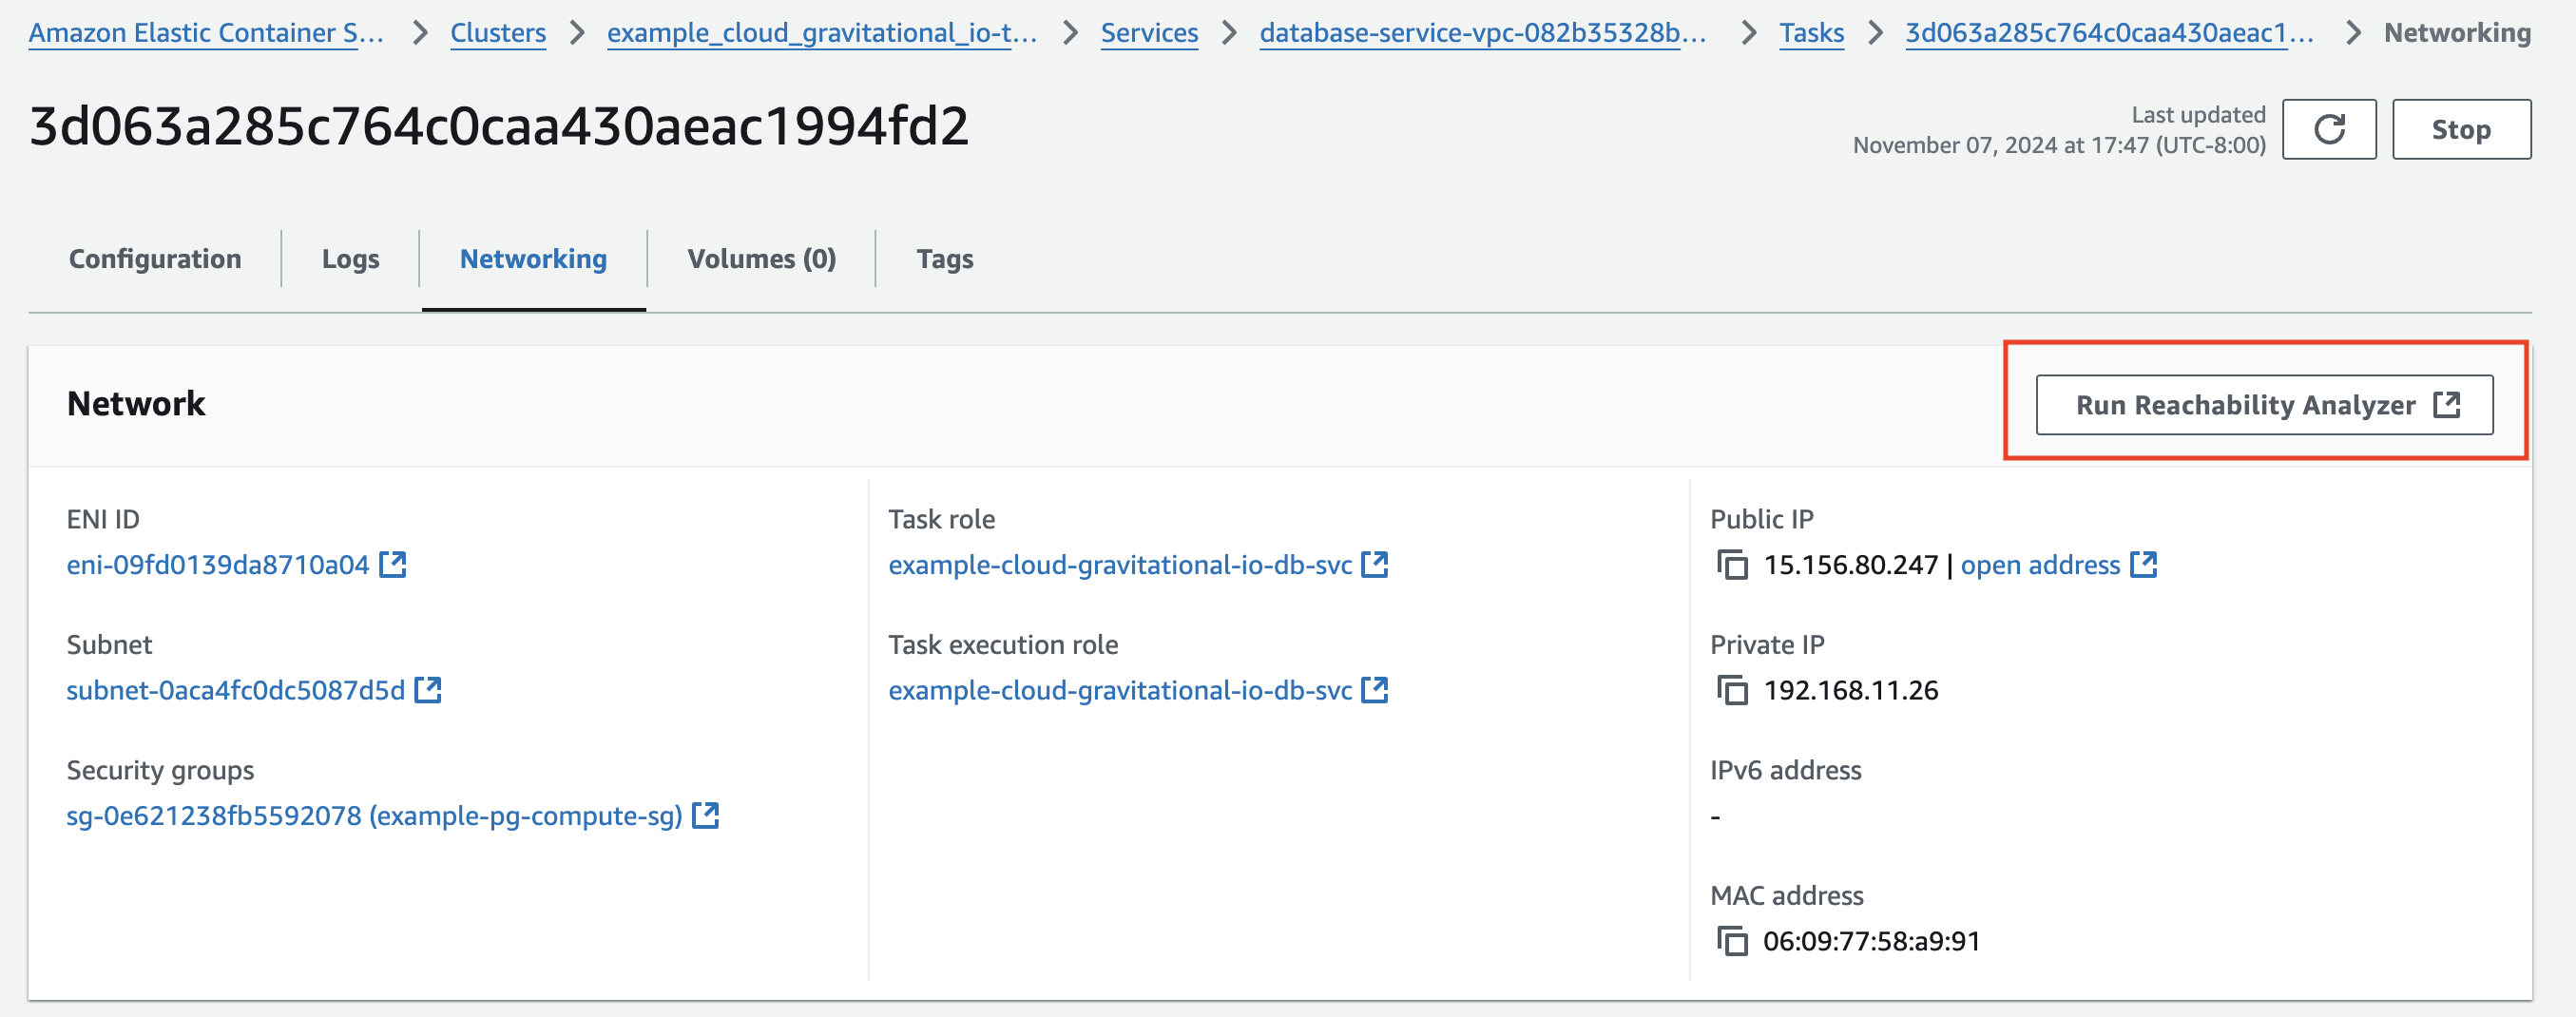 Amazon Elastic Container S... > Clusters > example_cloud_gravitational_io-t... > Services > database-service-vpc-082b35328b... > Tasks > 3d063a285c764c0caa430aeac1... > Networking
3d063a285c764c0caa430aeac1994fd2
Last updated
November 07, 2024 at 17:47 (UTC-8:00)
Stop
Configuration
Logs
Networking
Volumes (0)
Tags
Network
Run Reachability Analyzer
ENI ID
eni-09fd0139da8710a04
Subnet
subnet-0aca4fc0dc5087d5d
Security groups
sg-0e621238fb5592078 (example-pg-compute-sg)
Task role
example-cloud-gravitational-io-db-svc
Task execution role
example-cloud-gravitational-io-db-svc
Public IP
15.156.80.247 | open address
Private IP
192.168.11.26
IPv6 address
-
MAC address
06:09:77:58:a9:91